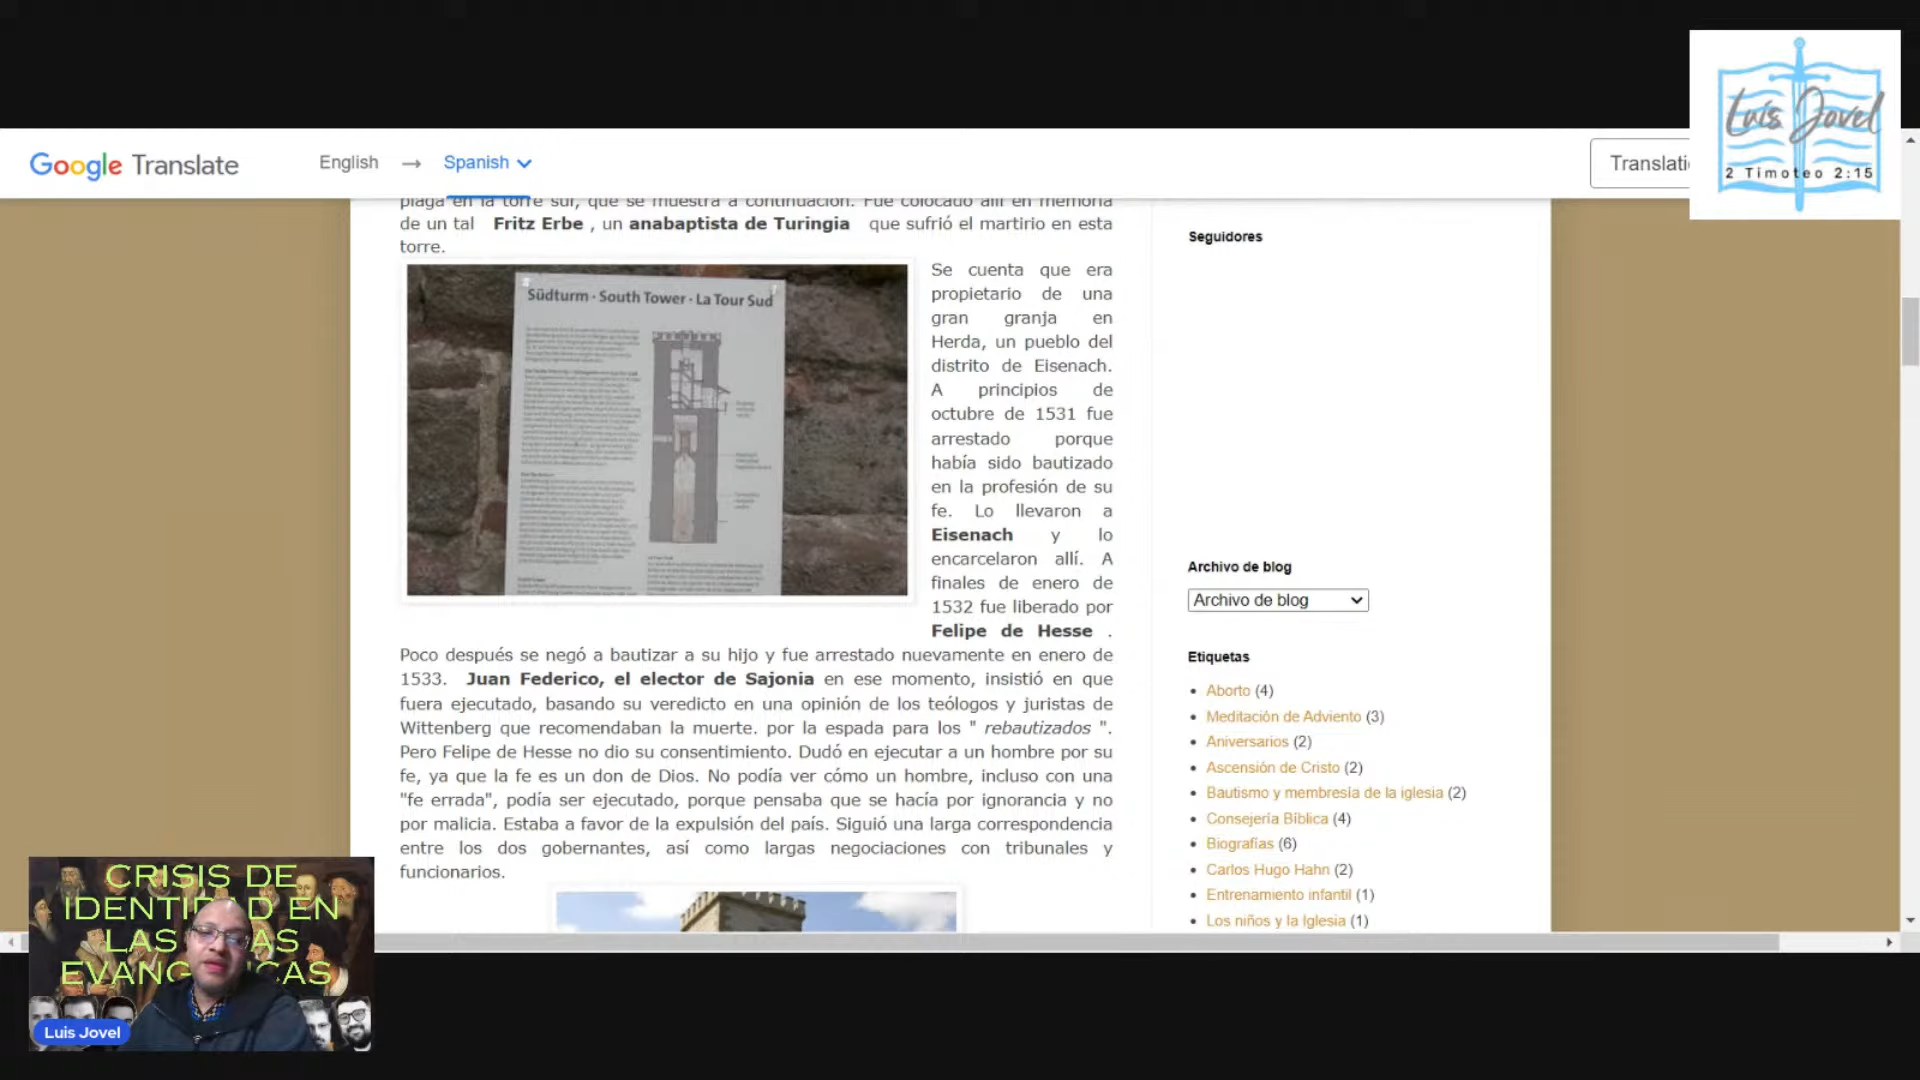 Luis Jovel
2 Timoteo 2:15
Google Translate
English → Spanish
Translati
plaga en la torre sur, que se muestra a continuación. Fue colocado allí en memoria
de un tal Fritz Erbe , un anabaptista de Turingia que sufrió el martirio en esta
torre.
Südturm · South Tower · La Tour Sud
Se cuenta que era
propietario de una
gran granja en
Herda, un pueblo del
distrito de Eisenach.
A principios de
octubre de 1531 fue
arrestado porque
había sido bautizado
en la profesión de su
fe. Lo llevaron a
Eisenach y lo
encarcelaron allí. A
finales de enero de
1532 fue liberado por
Felipe de Hesse .
Poco después se negó a bautizar a su hijo y fue arrestado nuevamente en enero de
1533. Juan Federico, el elector de Sajonia en ese momento, insistió en que
fuera ejecutado, basando su veredicto en una opinión de los teólogos y juristas de
Wittenberg que recomendaban la muerte. por la espada para los " rebautizados ".
Pero Felipe de Hesse no dio su consentimiento. Dudó en ejecutar a un hombre por su
fe, ya que la fe es un don de Dios. No podía ver cómo un hombre, incluso con una
"fe errada", podía ser ejecutado, porque pensaba que se hacía por ignorancia y no
por malicia. Estaba a favor de la expulsión del país. Siguió una larga correspondencia
entre los dos gobernantes, así como largas negociaciones con tribunales y
funcionarios.
Seguidores
Archivo de blog
Archivo de blog
Etiquetas
Aborto (4)
Meditación de Adviento (3)
Aniversarios (2)
Ascensión de Cristo (2)
Bautismo y membresía de la iglesia (2)
Consejería Bíblica (4)
Biografías (6)
Carlos Hugo Hahn (2)
Entrenamiento infantil (1)
Los niños y la Iglesia (1)
CRISIS DE
EN
LAS
Luis Jovel